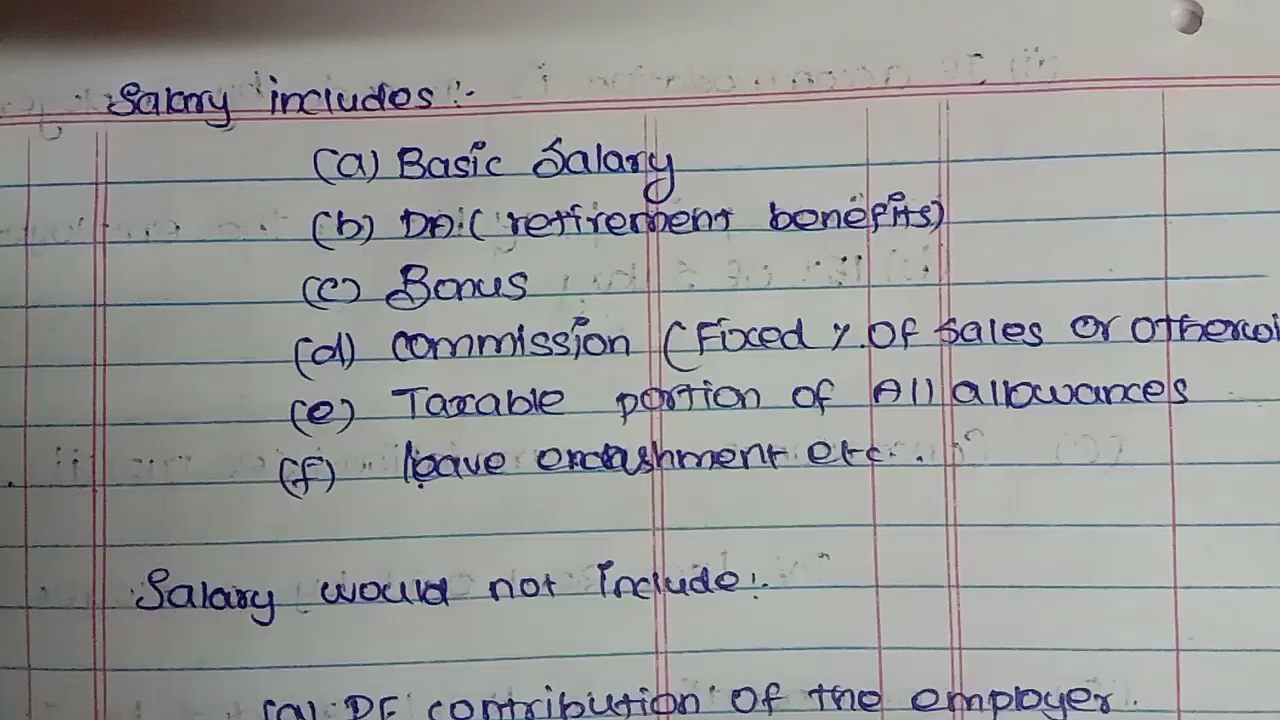 Salary includes :-
(a) Basic Salary
(b) DA.( retirement benefits)
(c) Bonus
(d) commission (Fixed % Of Sales or otherwi
(e) Taxable portion of All allowances
(f) leave encashment etc..
Salary would not include:.
(a) PF contribution of the employer.